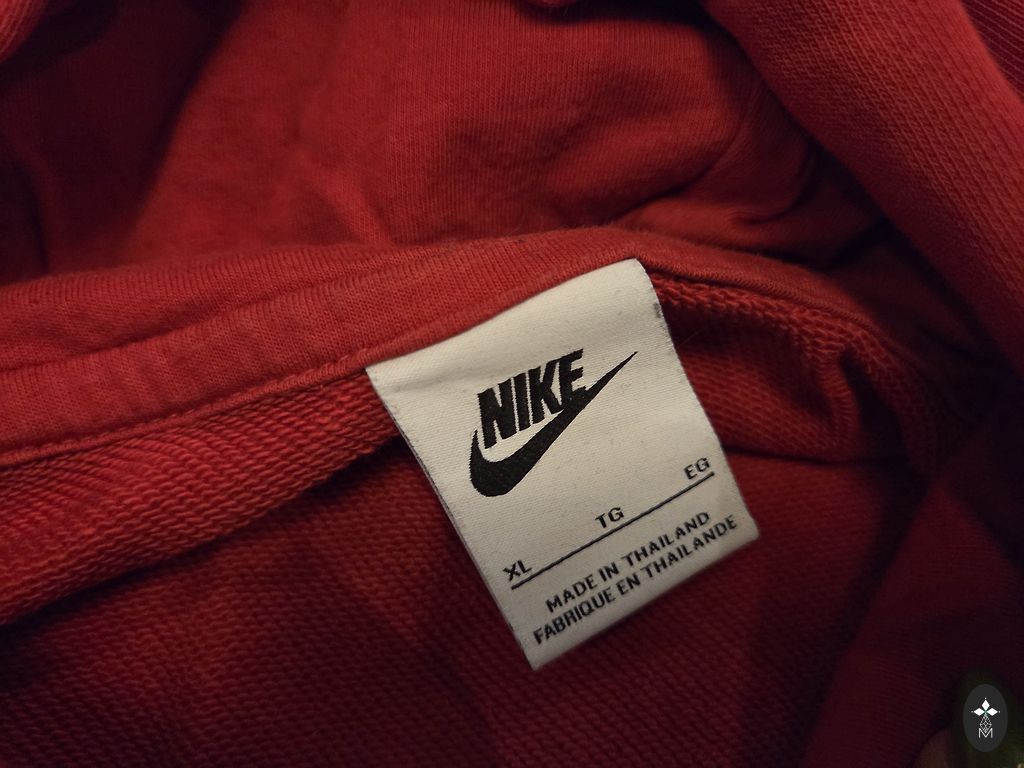 NIKE
XL TG EG
MADE IN THAILAND
FABRIQUE EN THAILANDE
M